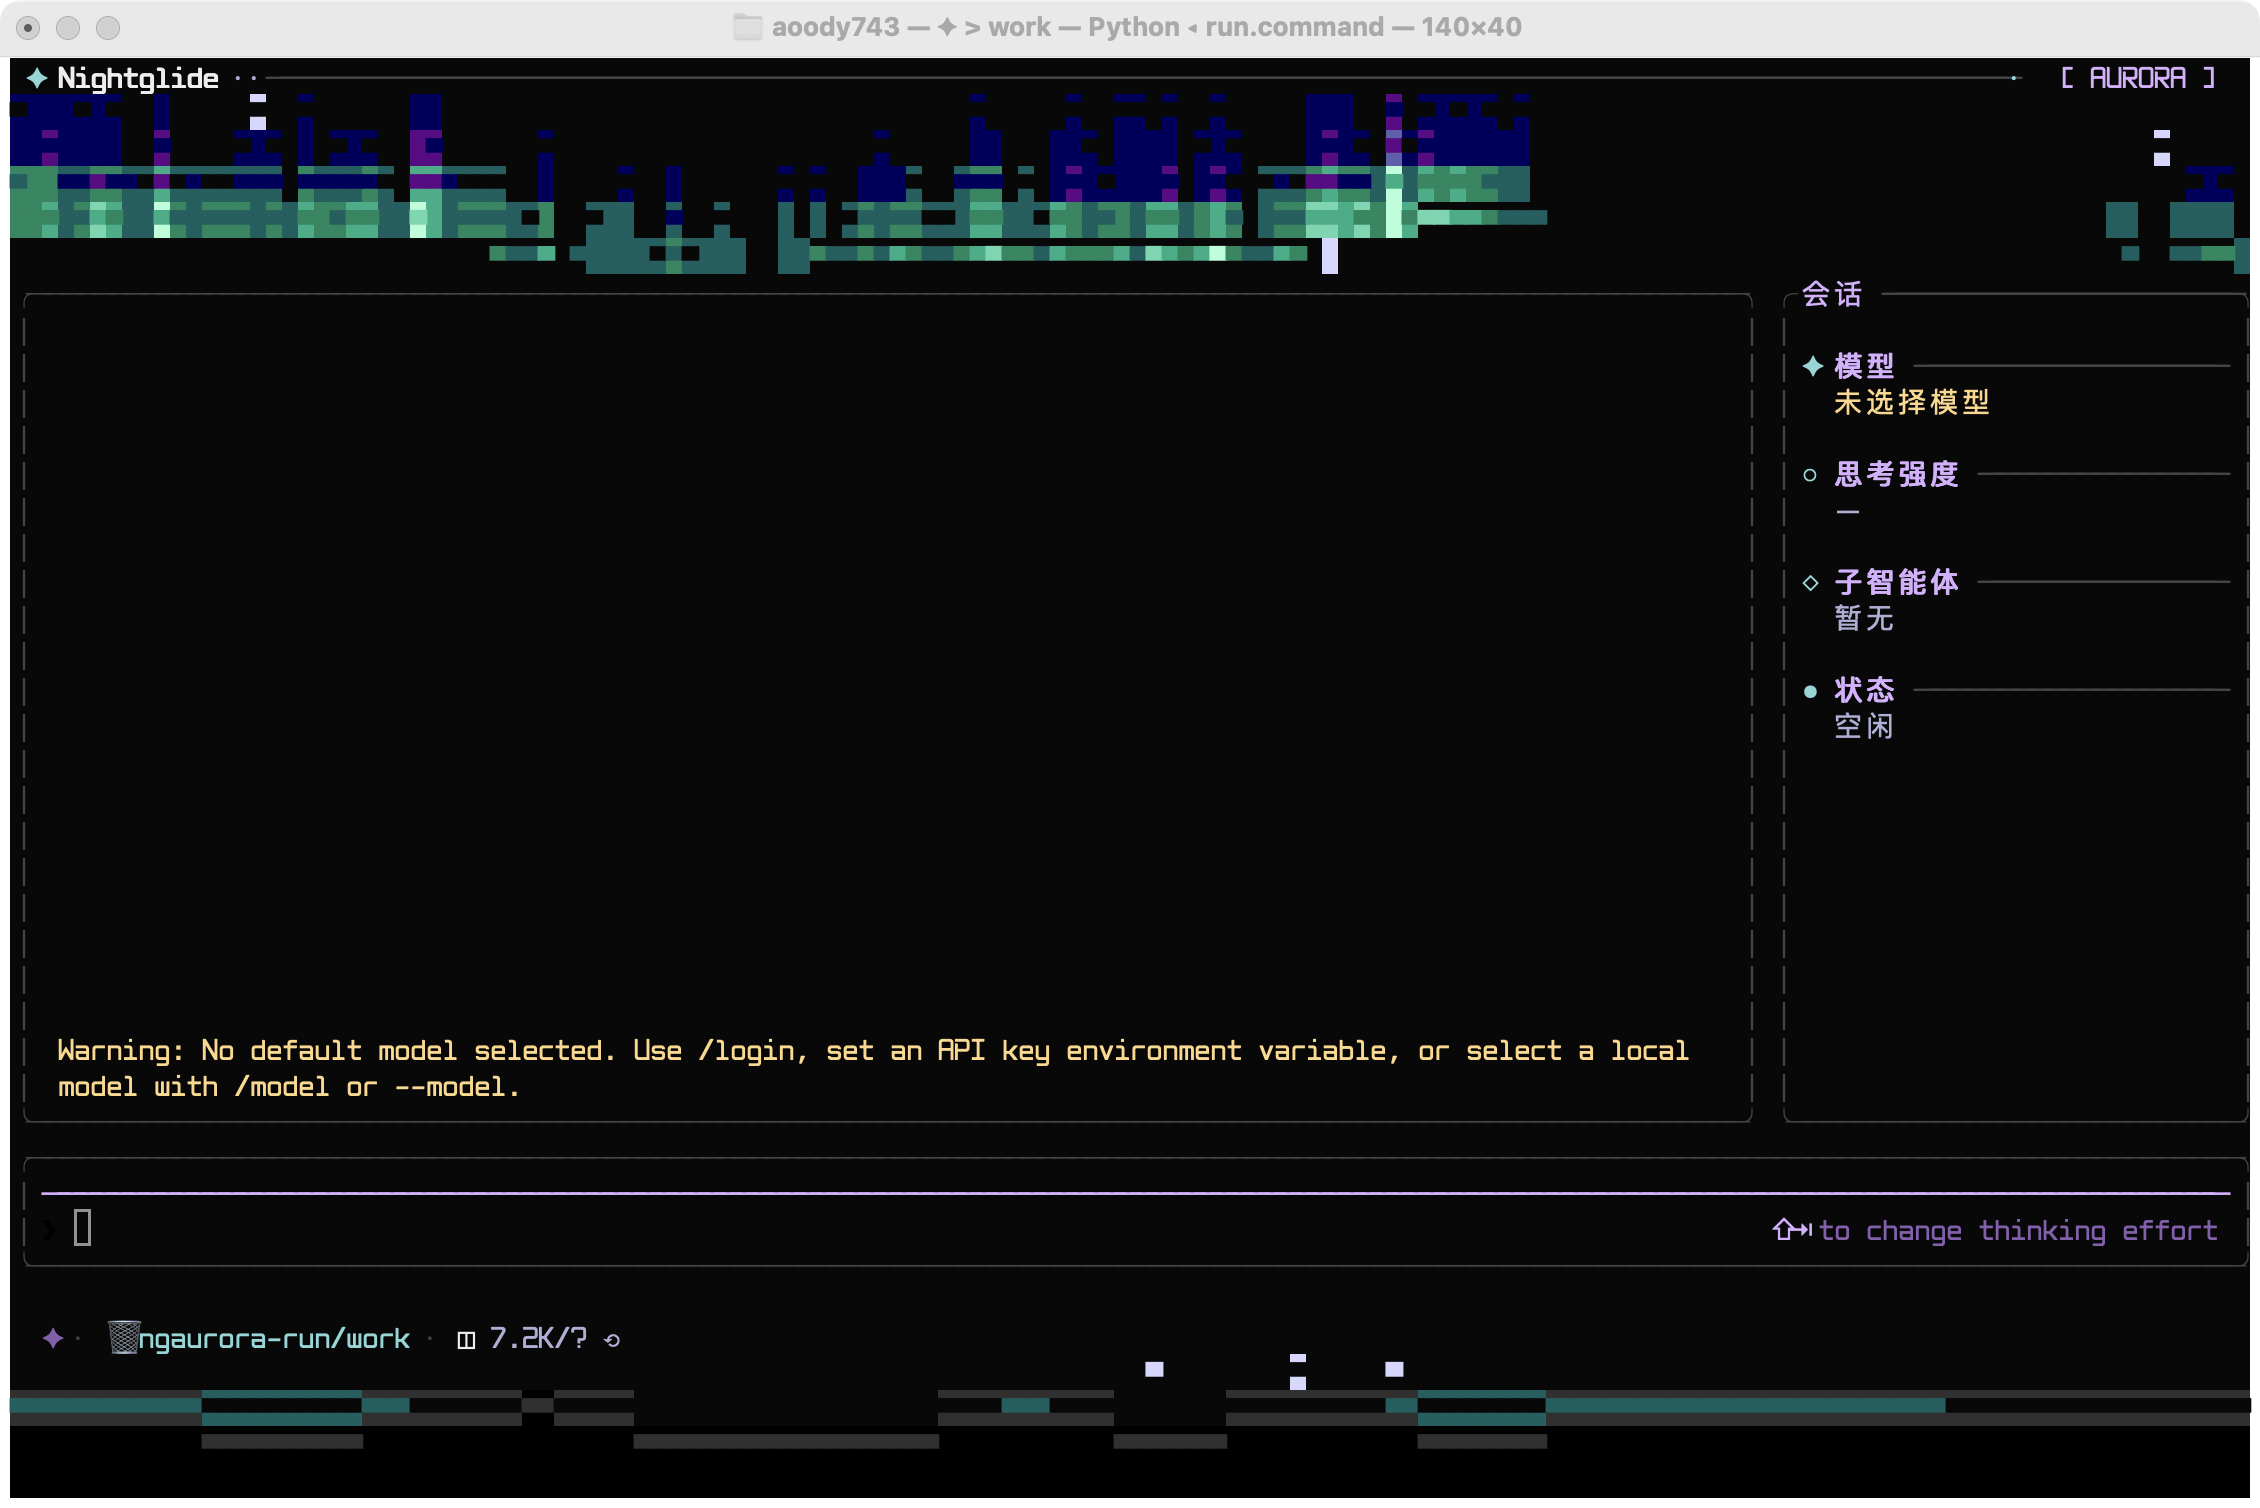 aoody743 — ✦ > work — Python ◂ run.command — 140×40
✦ Nightglide ·· [ AURORA ]
会话
✦ 模型
未选择模型
○ 思考强度
—
◇ 子智能体
暂无
● 状态
空闲
Warning: No default model selected. Use /login, set an API key environment variable, or select a local
model with /model or --model.
❯ ⇧⇥ to change thinking effort
✦ · 🗑ngaurora-run/work · ◫ 7.2K/? ⟲